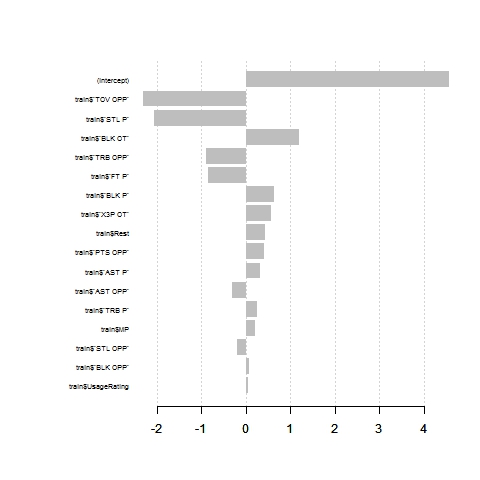 (Intercept)
train$`TOV OPP`
train$`STL P`
train$`BLK OT`
train$`TRB OPP`
train$`FT P`
train$`BLK P`
train$`X3P OT`
train$Rest
train$`PTS OPP`
train$`AST P`
train$`AST OPP`
train$`TRB P`
train$MP
train$`STL OPP`
train$`BLK OPP`
train$UsageRating
-2 -1 0 1 2 3 4